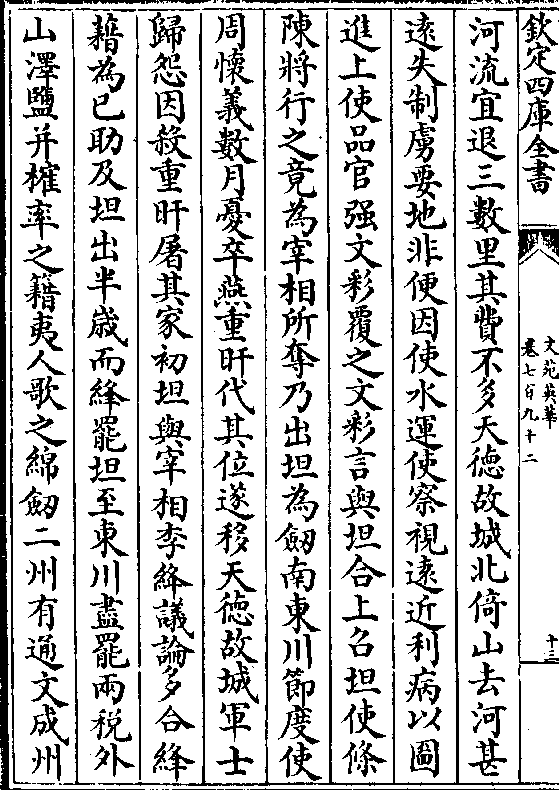 欽定四庫全書
文苑英華
卷七百九十二
十三
河流宜退三數里其費不多天德故城北倚山去河甚
遠失制虜要地非便因使水運使察視遠近利病以圖
進上使品官强文彩覆之文彩言與坦合上召坦使條
陳將行之竟為宰相所奪乃出坦為劒南東川節度使
周懷義數月憂卒燕重旰代其位遂移天德故城軍士
歸怨因殺重旰屠其家初坦與宰相李絳議論多合絳
藉為已助及坦出半歳而絳罷坦至東川盡罷兩税外
山澤鹽井榷率之籍夷人歌之綿劒二州有通文成州